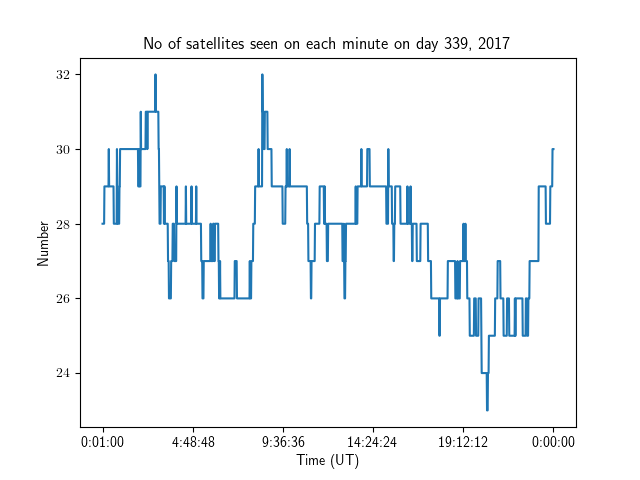 No of satellites seen on each minute on day 339, 2017
32
30
28
26
24
Number
0:01:00 4:48:48 9:36:36 14:24:24 19:12:12 0:00:00
Time (UT)